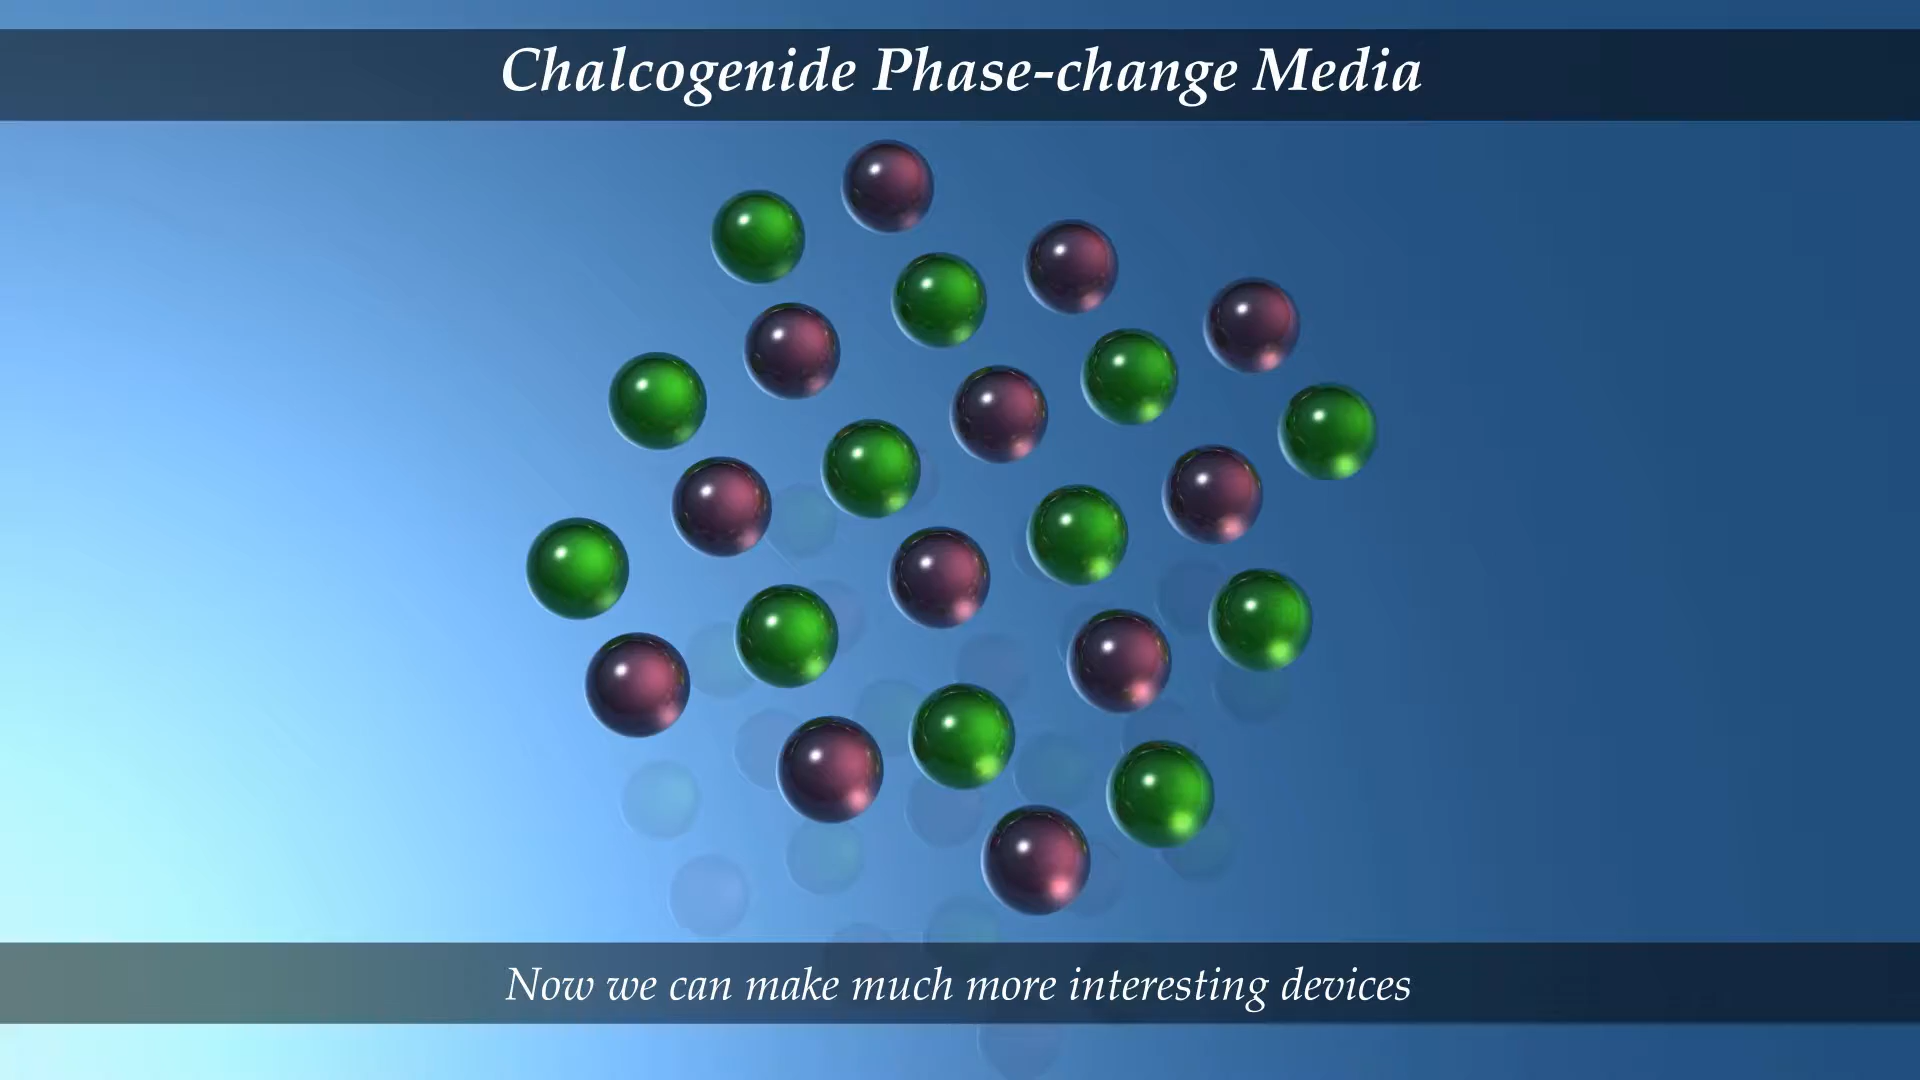 Chalcogenide Phase-change Media
Now we can make much more interesting devices